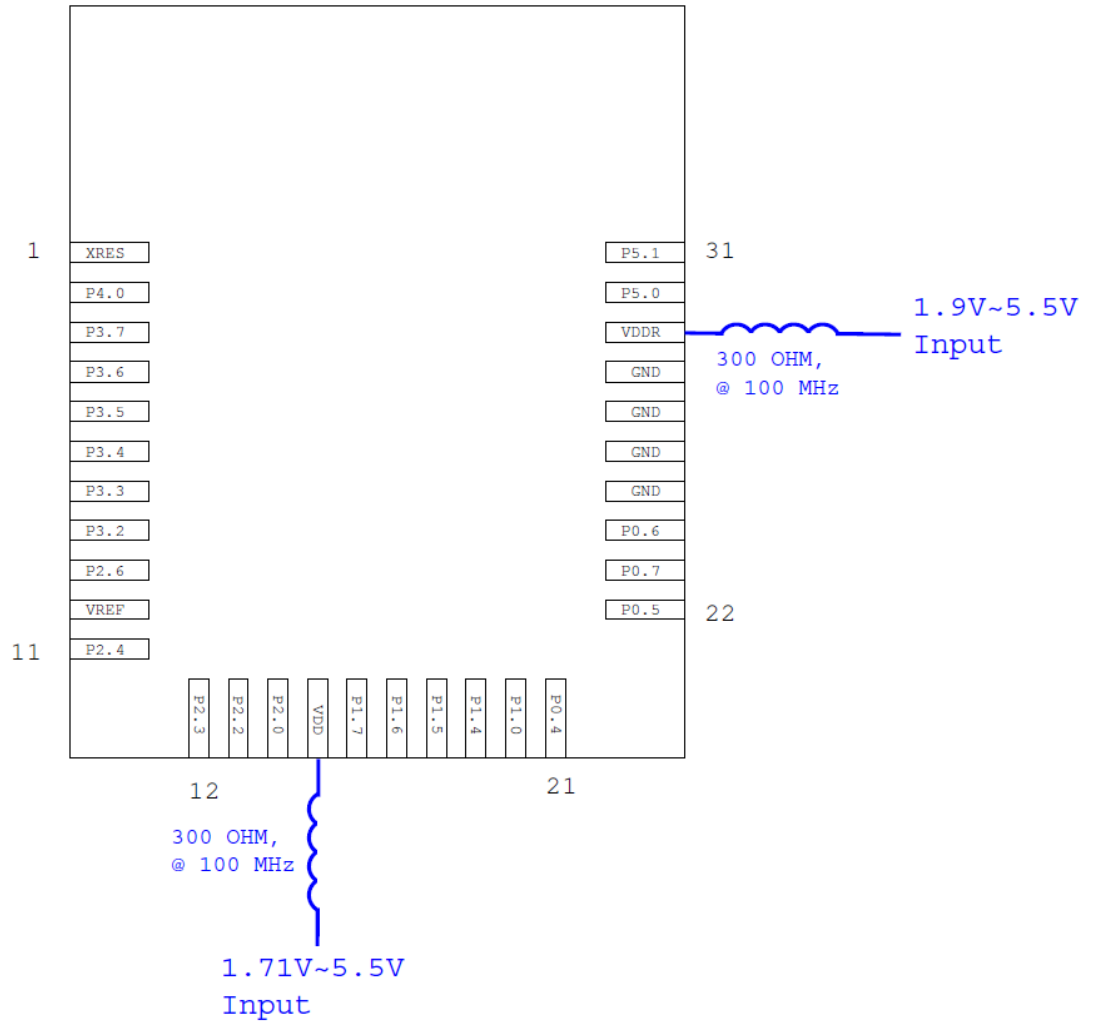 1
XRES
P4.0
P3.7
P3.6
P3.5
P3.4
P3.3
P3.2
P2.6
VREF
11
P2.4
P2.3
P2.2
P2.0
VDD
P1.7
P1.6
P1.5
P1.4
P1.0
P0.4
12
21
P5.1
31
P5.0
VDDR
GND
GND
GND
GND
P0.6
P0.7
P0.5
22
1.9V~5.5V
Input
300 OHM,
@ 100 MHz
300 OHM,
@ 100 MHz
1.71V~5.5V
Input